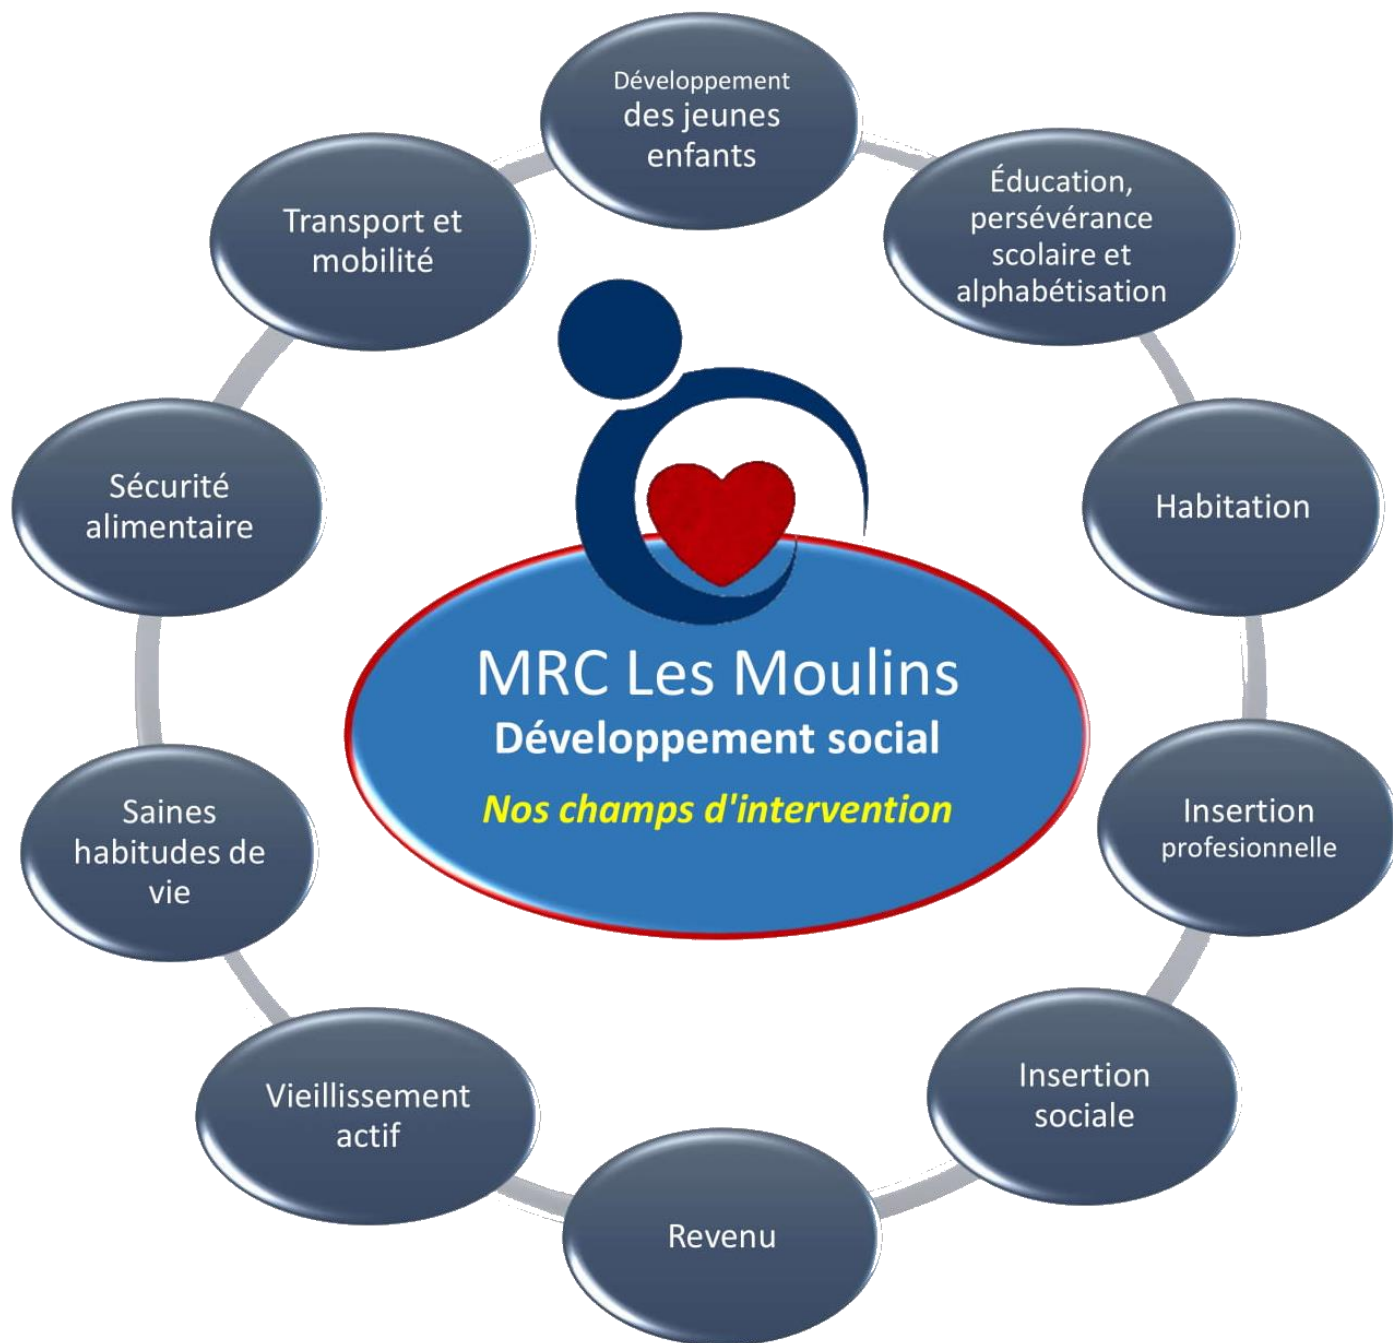 Développement
des jeunes
enfants
Éducation,
persévérance
scolaire et
alphabétisation
Habitation
Insertion
profesionnelle
Insertion
sociale
Revenu
Vieillissement
actif
Saines
habitudes de
vie
Sécurité
alimentaire
Transport et
mobilité
MRC Les Moulins
Développement social
Nos champs d'intervention